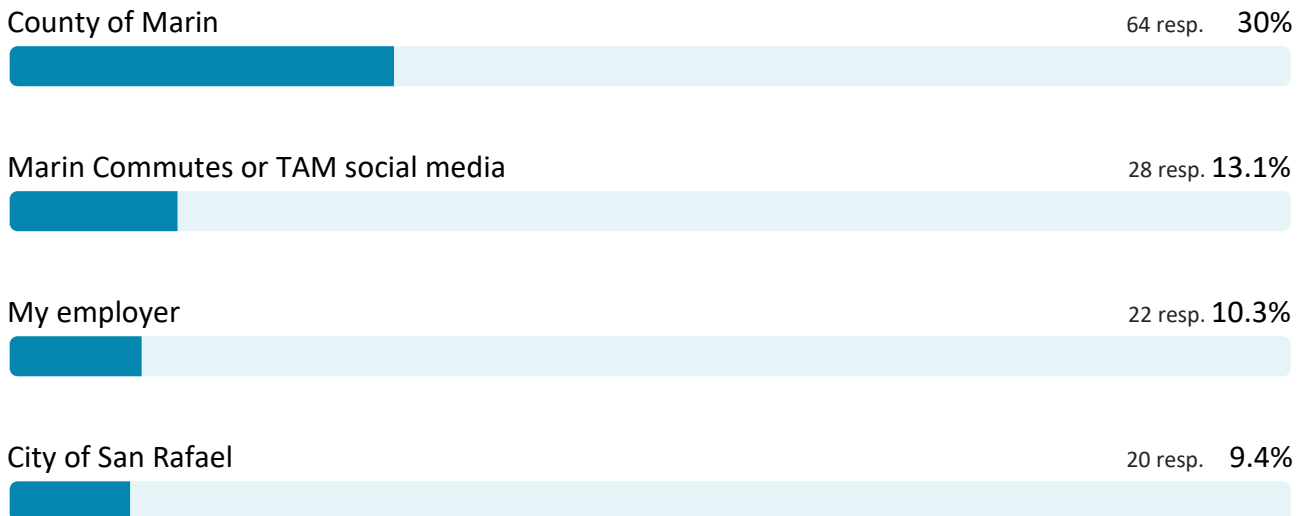 County of Marin 64 resp. 30%
Marin Commutes or TAM social media 28 resp. 13.1%
My employer 22 resp. 10.3%
City of San Rafael 20 resp. 9.4%